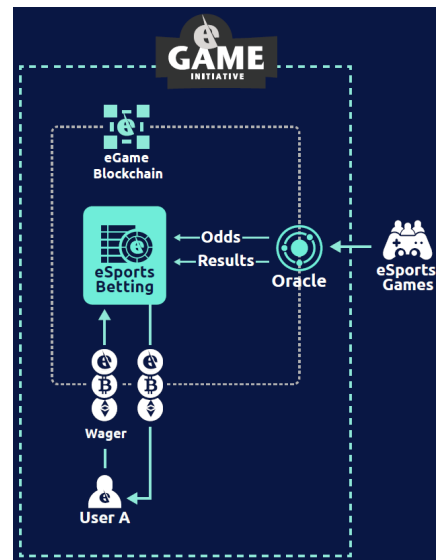 e
GAME
INITIATIVE
eGame
Blockchain
eSports
Betting
Odds
Results
Oracle
eSports
Games
Wager
User A